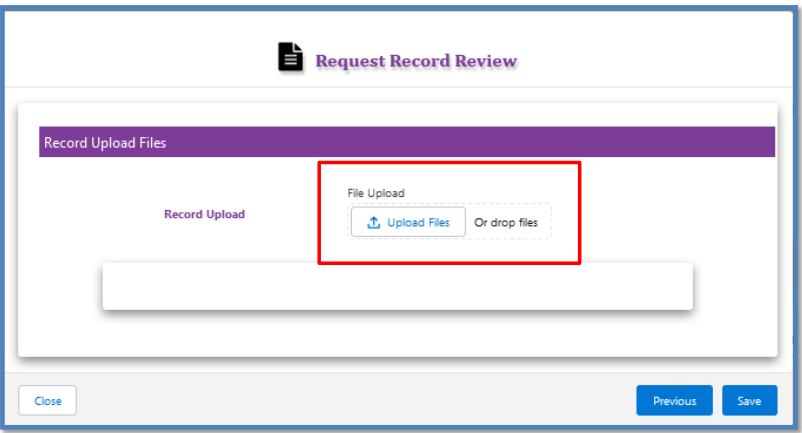 Request Record Review
Record Upload Files
File Upload
Record Upload
Upload Files Or drop files
Close Previous Save